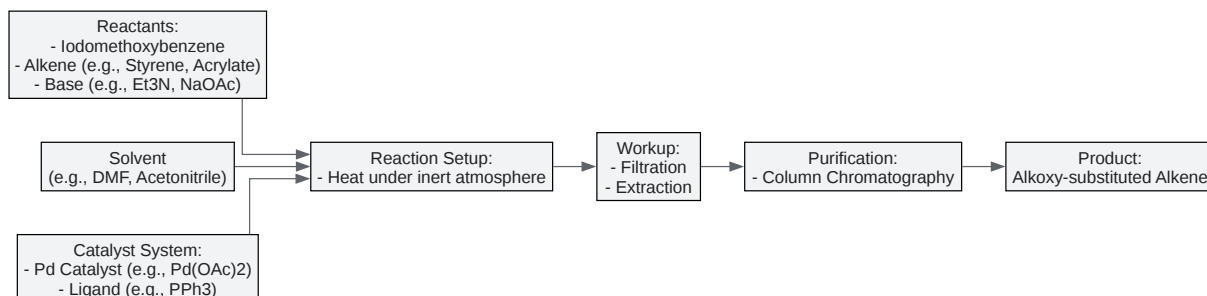 Reactants:
- Iodomethoxybenzene
- Alkene (e.g., Styrene, Acrylate)
- Base (e.g., Et3N, NaOAc)
Solvent
(e.g., DMF, Acetonitrile)
Catalyst System:
- Pd Catalyst (e.g., Pd(OAc)2)
- Ligand (e.g., PPh3)
Reaction Setup:
- Heat under inert atmosphere
Workup:
- Filtration
- Extraction
Purification:
- Column Chromatography
Product:
Alkoxy-substituted Alkene